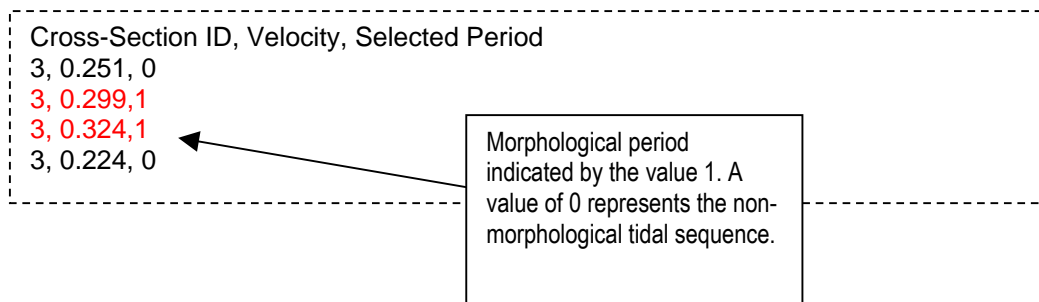 Cross-Section ID, Velocity, Selected Period
3, 0.251, 0
3, 0.299,1
3, 0.324,1
3, 0.224, 0
Morphological period
indicated by the value 1. A
value of 0 represents the non-
morphological tidal sequence.